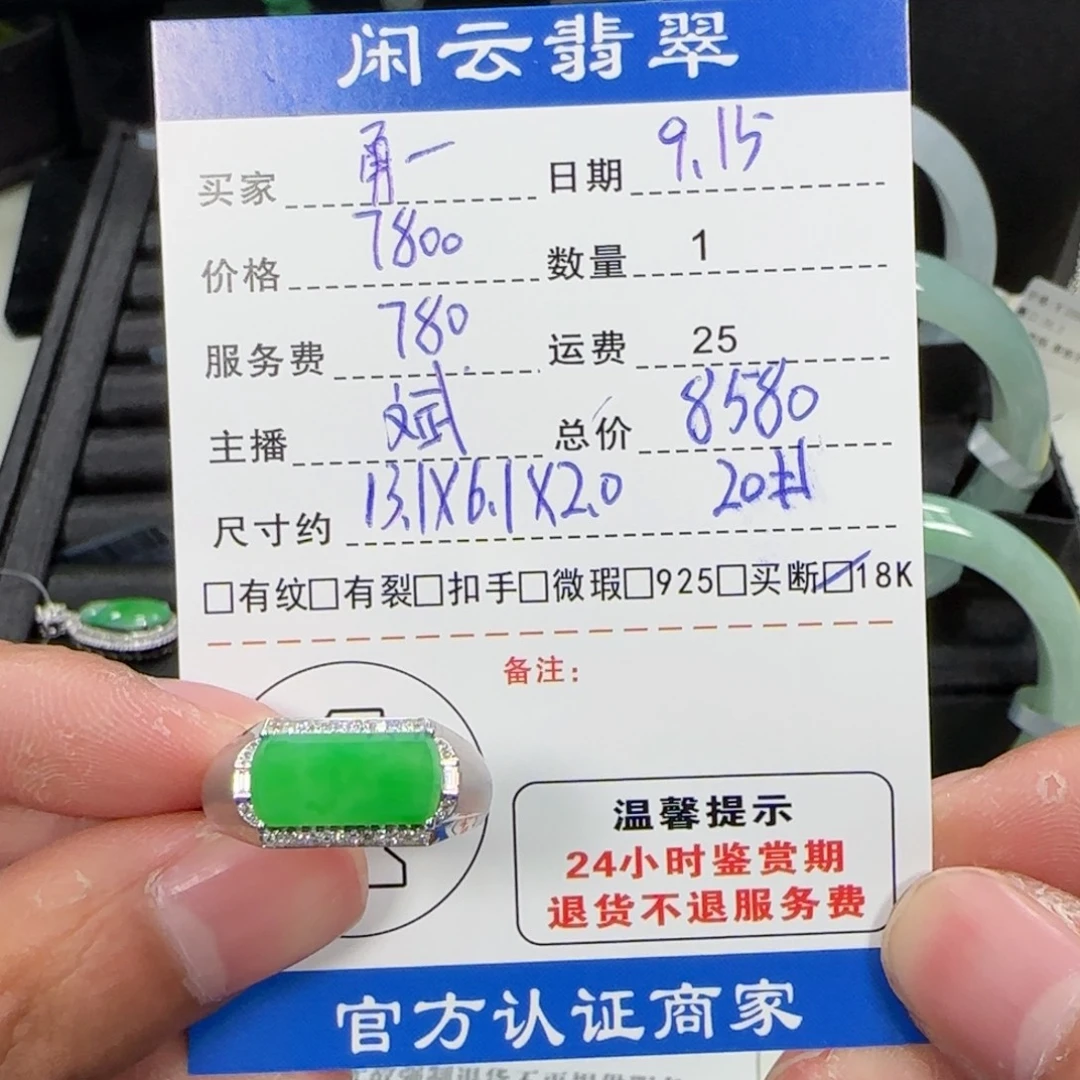 闲云翡翠
买家 勇一 日期 9.15
价格 7800 数量 1
服务费 780 运费 25
主播 文斌 总价 8580
尺寸约 13.1X6.1X2.0 20#
□有纹□有裂□扣手□微瑕□925□买断☑18K
备注:
温馨提示
24小时鉴赏期
退货不退服务费
官方认证商家